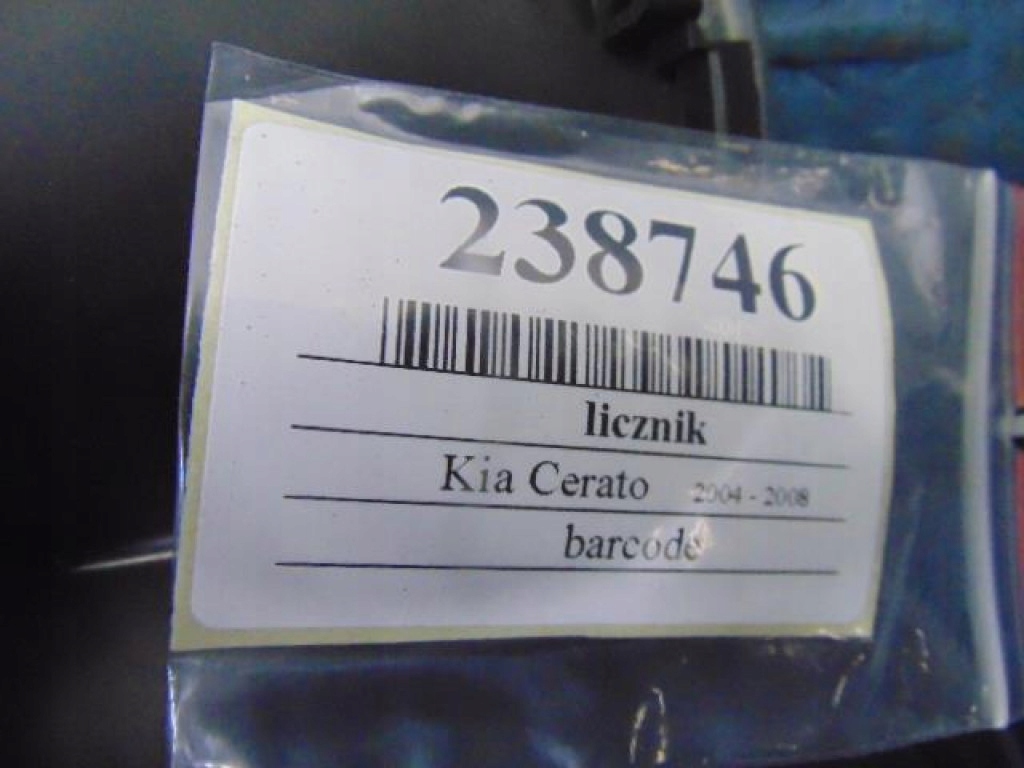 238746
licznik
Kia Cerato 2004 - 2008
barcode